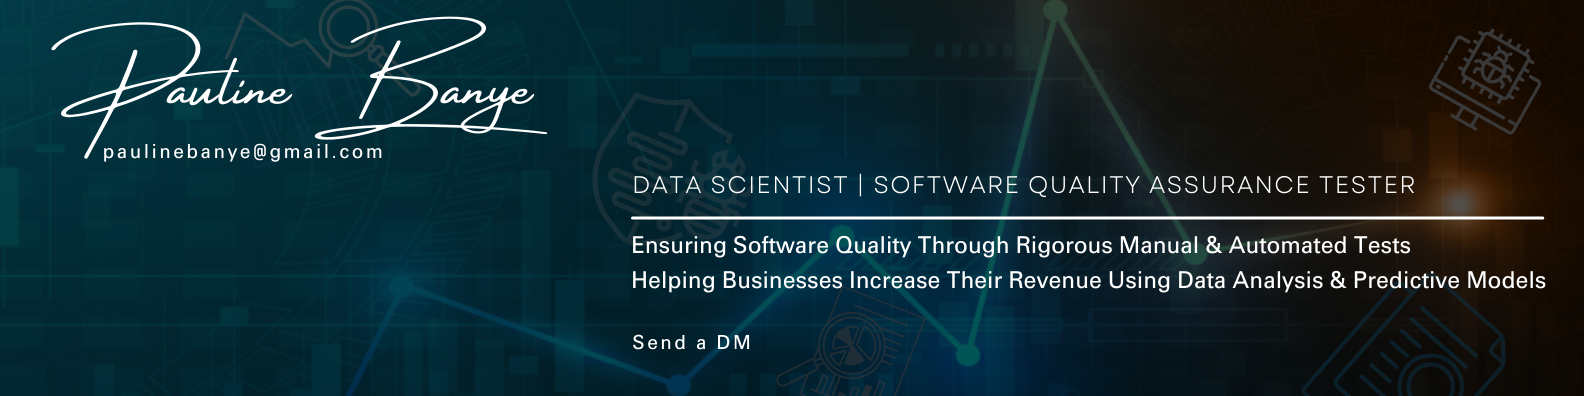 Pauline Banye
paulinebanye@gmail.com
DATA SCIENTIST | SOFTWARE QUALITY ASSURANCE TESTER
Ensuring Software Quality Through Rigorous Manual & Automated Tests
Helping Businesses Increase Their Revenue Using Data Analysis & Predictive Models
Send a DM